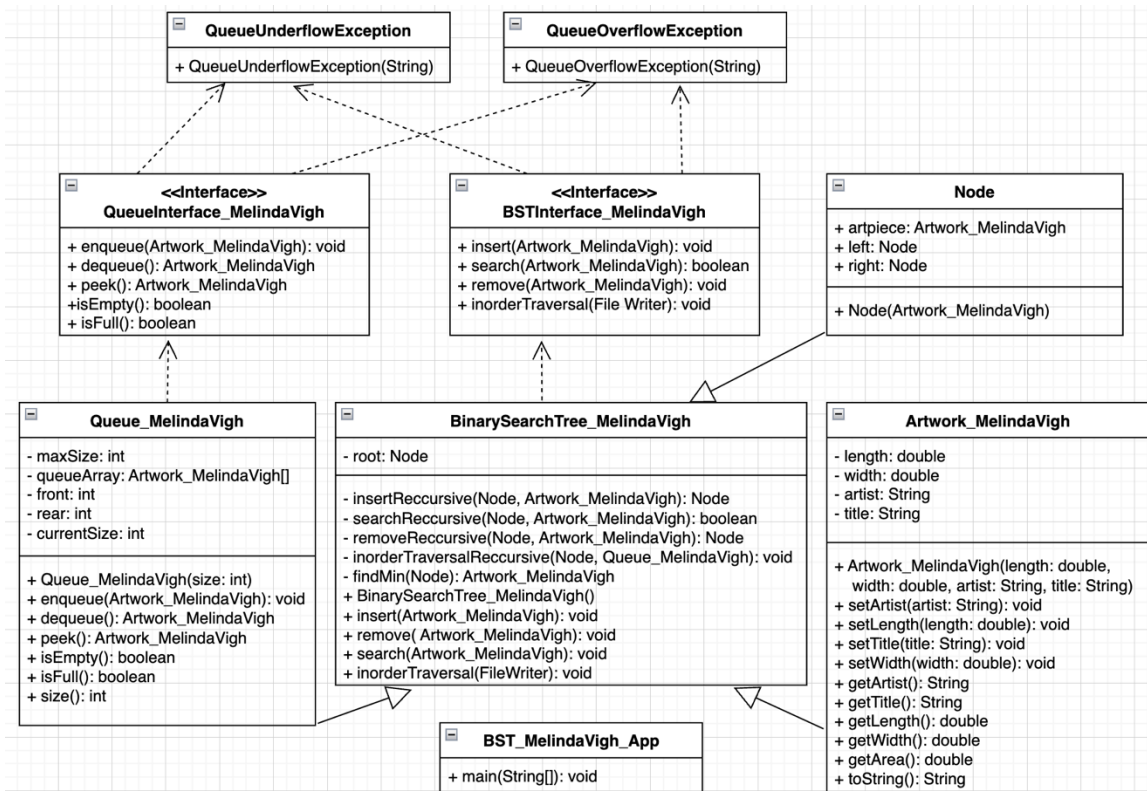 QueueUnderflowException
+ QueueUnderflowException(String)
QueueOverflowException
+ QueueOverflowException(String)
<<Interface>>
QueueInterface_MelindaVigh
+ enqueue(Artwork_MelindaVigh): void
+ dequeue(): Artwork_MelindaVigh
+ peek(): Artwork_MelindaVigh
+isEmpty(): boolean
+ isFull(): boolean
<<Interface>>
BSTInterface_MelindaVigh
+ insert(Artwork_MelindaVigh): void
+ search(Artwork_MelindaVigh): boolean
+ remove(Artwork_MelindaVigh): void
+ inorderTraversal(File Writer): void
Node
+ artpiece: Artwork_MelindaVigh
+ left: Node
+ right: Node
+ Node(Artwork_MelindaVigh)
Queue_MelindaVigh
- maxSize: int
- queueArray: Artwork_MelindaVigh[]
- front: int
- rear: int
- currentSize: int
+ Queue_MelindaVigh(size: int)
+ enqueue(Artwork_MelindaVigh): void
+ dequeue(): Artwork_MelindaVigh
+ peek(): Artwork_MelindaVigh
+ isEmpty(): boolean
+ isFull(): boolean
+ size(): int
BinarySearchTree_MelindaVigh
- root: Node
- insertReccursive(Node, Artwork_MelindaVigh): Node
- searchReccursive(Node, Artwork_MelindaVigh): boolean
- removeReccursive(Node, Artwork_MelindaVigh): Node
- inorderTraversalReccursive(Node, Queue_MelindaVigh): void
- findMin(Node): Artwork_MelindaVigh
+ BinarySearchTree_MelindaVigh()
+ insert(Artwork_MelindaVigh): void
+ remove( Artwork_MelindaVigh): void
+ search(Artwork_MelindaVigh): void
+ inorderTraversal(FileWriter): void
Artwork_MelindaVigh
- length: double
- width: double
- artist: String
- title: String
+ Artwork_MelindaVigh(length: double,
width: double, artist: String, title: String)
+ setArtist(artist: String): void
+ setLength(length: double): void
+ setTitle(title: String): void
+ setWidth(width: double): void
+ getArtist(): String
+ getTitle(): String
+ getLength(): double
+ getWidth(): double
+ getArea(): double
+ toString(): String
BST_MelindaVigh_App
+ main(String[]): void